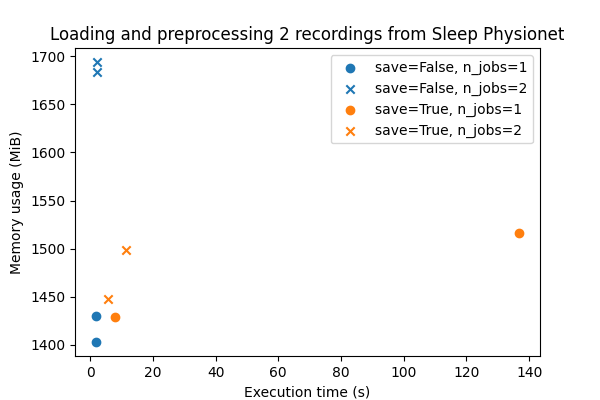 Loading and preprocessing 2 recordings from Sleep Physionet
save=False, n_jobs=1
save=False, n_jobs=2
save=True, n_jobs=1
save=True, n_jobs=2
Memory usage (MiB)
1700
1650
1600
1550
1500
1450
1400
0 20 40 60 80 100 120 140
Execution time (s)